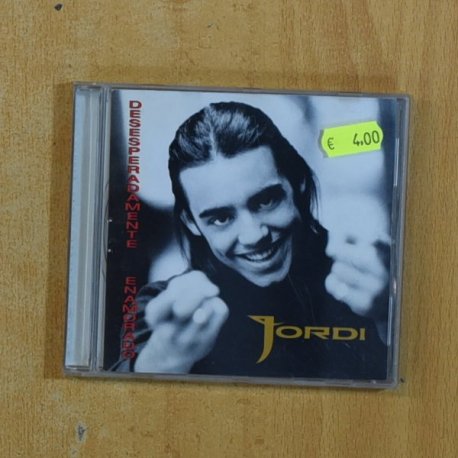 DESESPERADAMENTE ENAMORADO
€ 4.00
JORDI